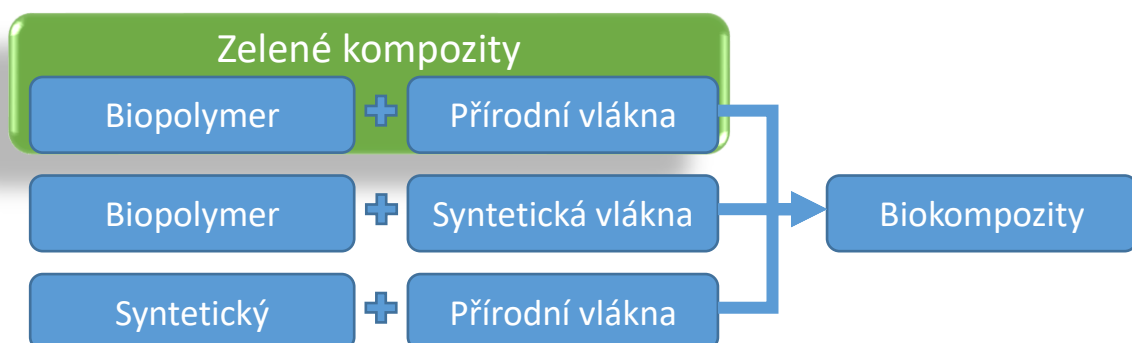 Zelené kompozity
Biopolymer + Přírodní vlákna
Biopolymer + Syntetická vlákna Biokompozity
Syntetický + Přírodní vlákna